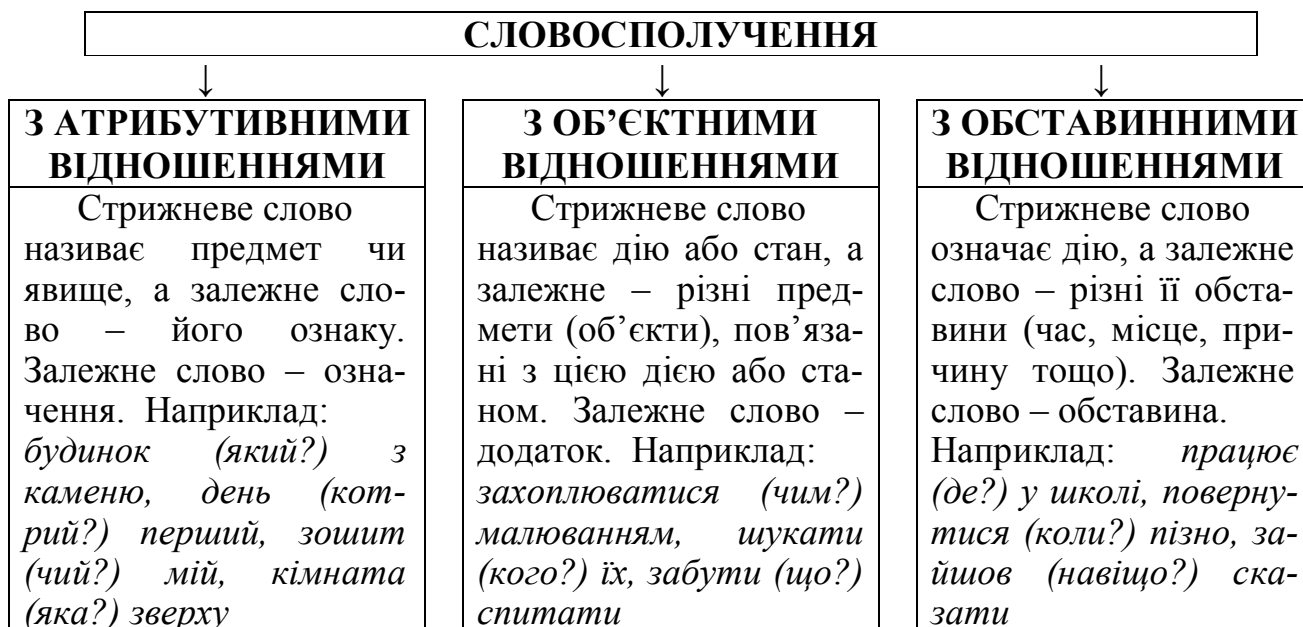 СЛОВОСПОЛУЧЕННЯ
↓ ↓ ↓
З АТРИБУТИВНИМИ
ВІДНОШЕННЯМИ
Стрижневе слово
називає предмет чи
явище, а залежне сло-
во – його ознаку.
Залежне слово – озна-
чення. Наприклад:
будинок (який?) з
каменю, день (кот-
рий?) перший, зошит
(чий?) мій, кімната
(яка?) зверху
З ОБ’ЄКТНИМИ
ВІДНОШЕННЯМИ
Стрижневе слово
називає дію або стан, а
залежне – різні пред-
мети (об’єкти), пов’яза-
ні з цією дією або ста-
ном. Залежне слово –
додаток. Наприклад:
захоплюватися (чим?)
малюванням, шукати
(кого?) їх, забути (що?)
спитати
З ОБСТАВИННИМИ
ВІДНОШЕННЯМИ
Стрижневе слово
означає дію, а залежне
слово – різні її обста-
вини (час, місце, при-
чину тощо). Залежне
слово – обставина.
Наприклад: працює
(де?) у школі, поверну-
тися (коли?) пізно, за-
йшов (навіщо?) ска-
зати